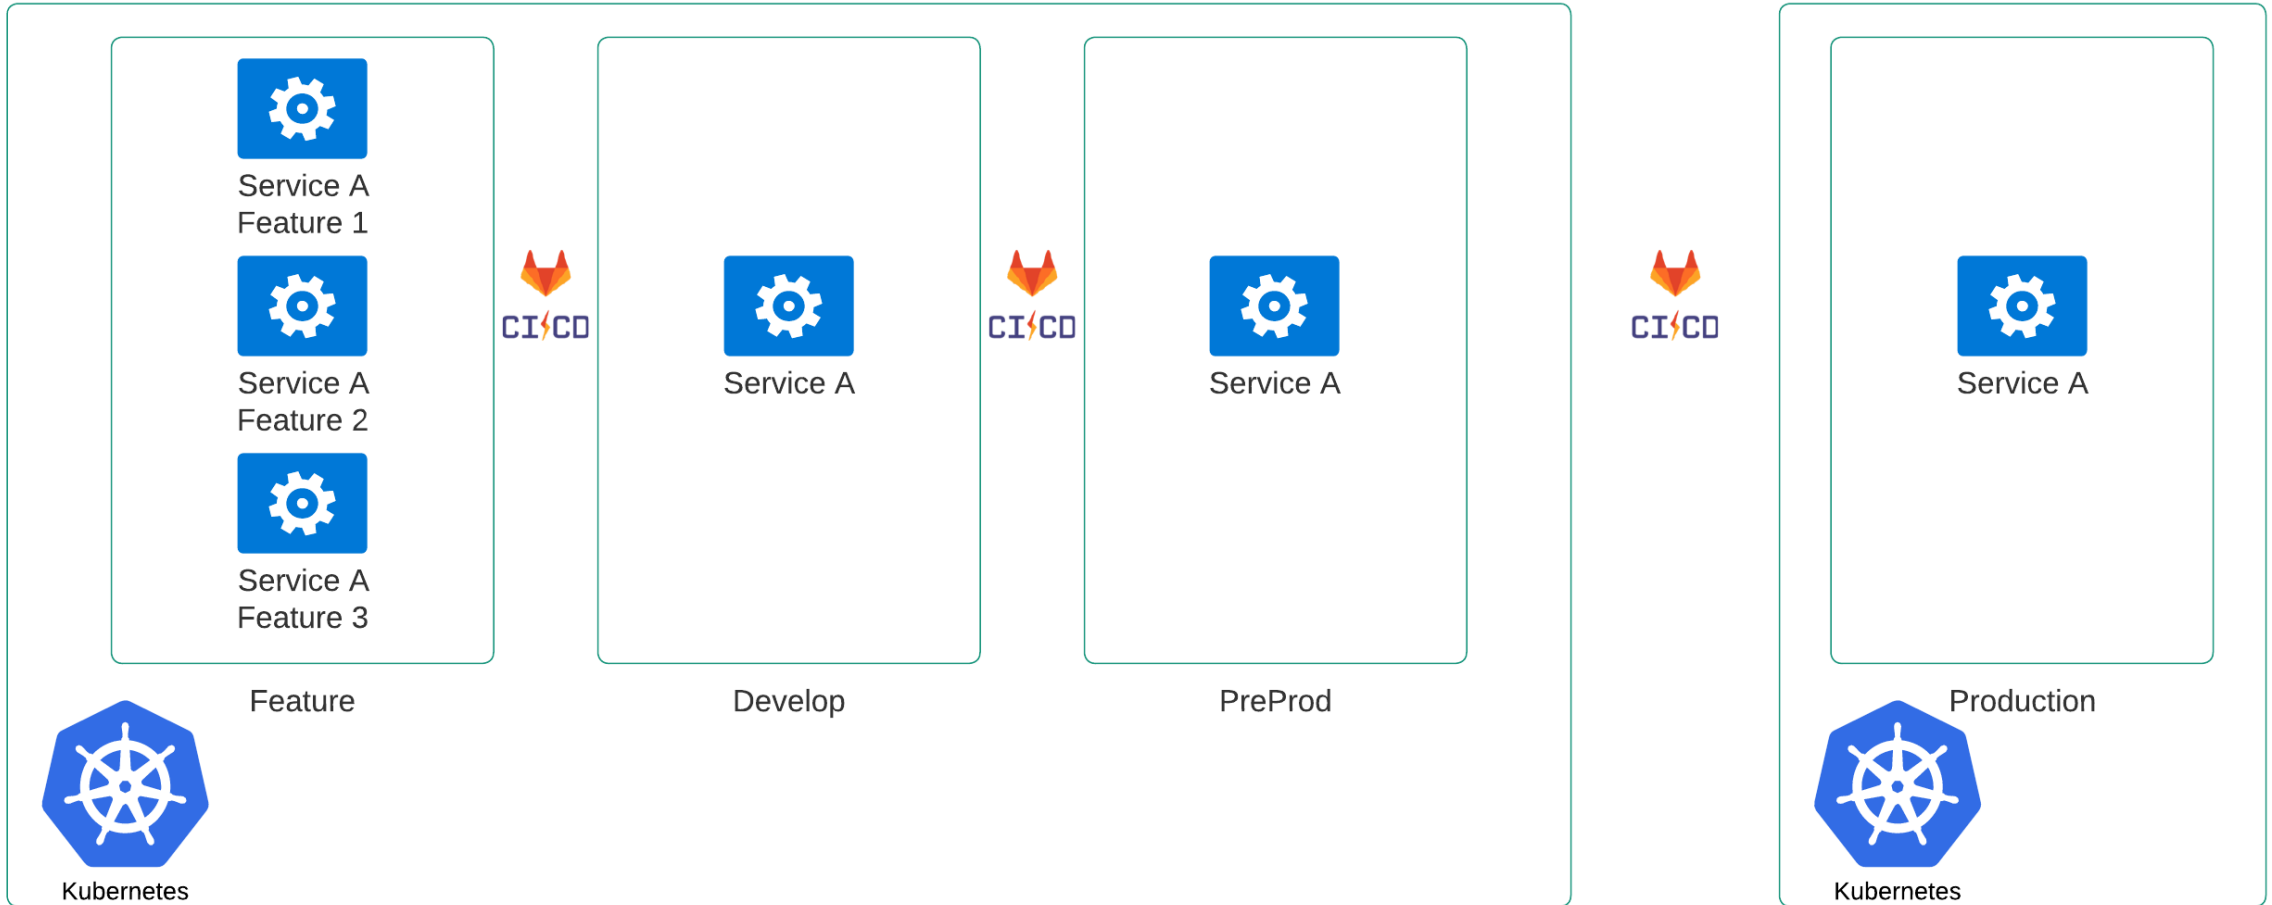 Service A
Feature 1
Service A
Feature 2
Service A
Feature 3
Feature
CI/CD
Service A
Develop
CI/CD
Service A
PreProd
Kubernetes
CI/CD
Service A
Production
Kubernetes